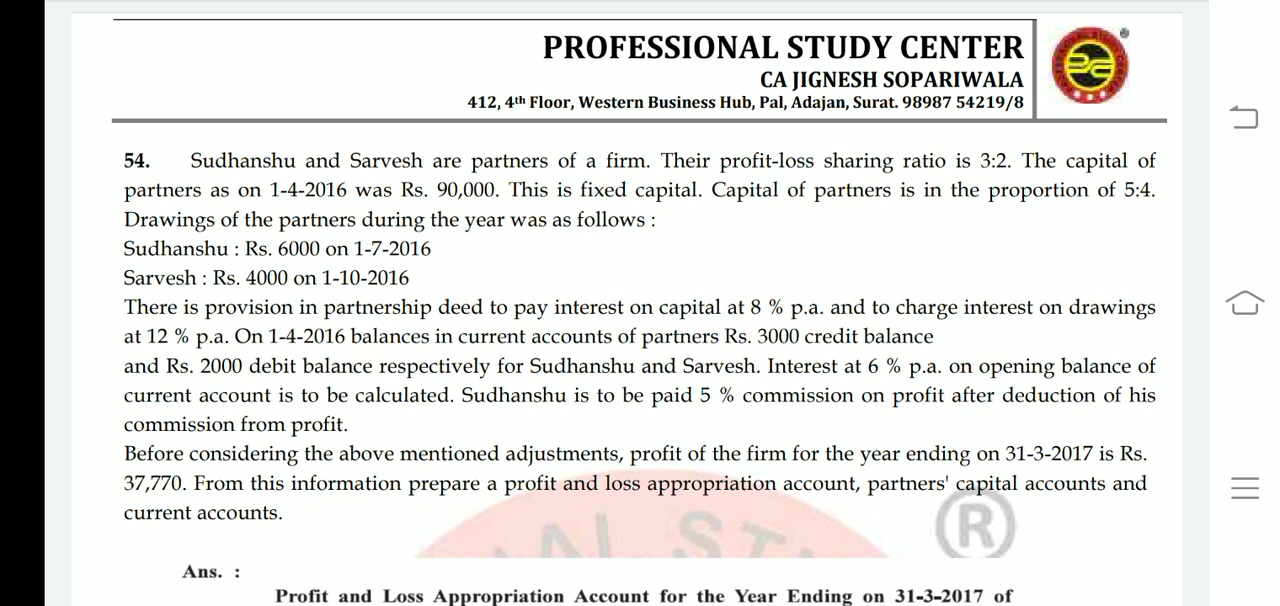 PROFESSIONAL STUDY CENTER
CA JIGNESH SOPARIWALA
412, 4th Floor, Western Business Hub, Pal, Adajan, Surat. 98987 54219/8
®
54. Sudhanshu and Sarvesh are partners of a firm. Their profit-loss sharing ratio is 3:2. The capital of
partners as on 1-4-2016 was Rs. 90,000. This is fixed capital. Capital of partners is in the proportion of 5:4.
Drawings of the partners during the year was as follows :
Sudhanshu : Rs. 6000 on 1-7-2016
Sarvesh : Rs. 4000 on 1-10-2016
There is provision in partnership deed to pay interest on capital at 8 % p.a. and to charge interest on drawings
at 12 % p.a. On 1-4-2016 balances in current accounts of partners Rs. 3000 credit balance
and Rs. 2000 debit balance respectively for Sudhanshu and Sarvesh. Interest at 6 % p.a. on opening balance of
current account is to be calculated. Sudhanshu is to be paid 5 % commission on profit after deduction of his
commission from profit.
Before considering the above mentioned adjustments, profit of the firm for the year ending on 31-3-2017 is Rs.
37,770. From this information prepare a profit and loss appropriation account, partners' capital accounts and
current accounts.
®
Ans. :
Profit and Loss Appropriation Account for the Year Ending on 31-3-2017 of